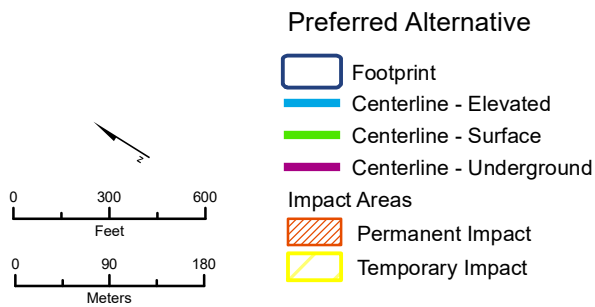 Preferred Alternative
Footprint
Centerline - Elevated
Centerline - Surface
Centerline - Underground
Impact Areas
Permanent Impact
Temporary Impact
N
0 300 600
Feet
0 90 180
Meters